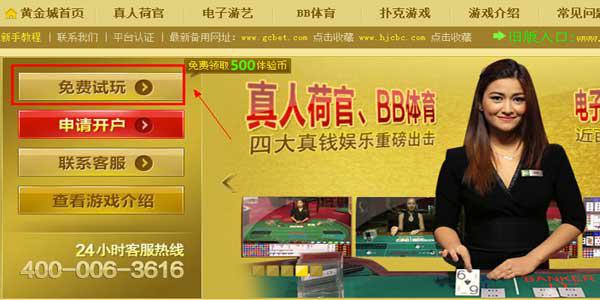 黄金城首页 真人荷官 电子游艺 BB体育 扑克游戏 游戏介绍 常见问
新手教程 | 联系我们 | 平台认证 | 最新备用网址: www.gcbet.com 点击收藏 www.hjcbc.com 点击收藏 旧版入口:www.
免费领取500体验币
免费试玩
申请开户
联系客服
查看游戏介绍
24小时客服热线
400-006-3616
真人荷官、BB体育
四大真钱娱乐重磅出击
电子
近百
BANKER